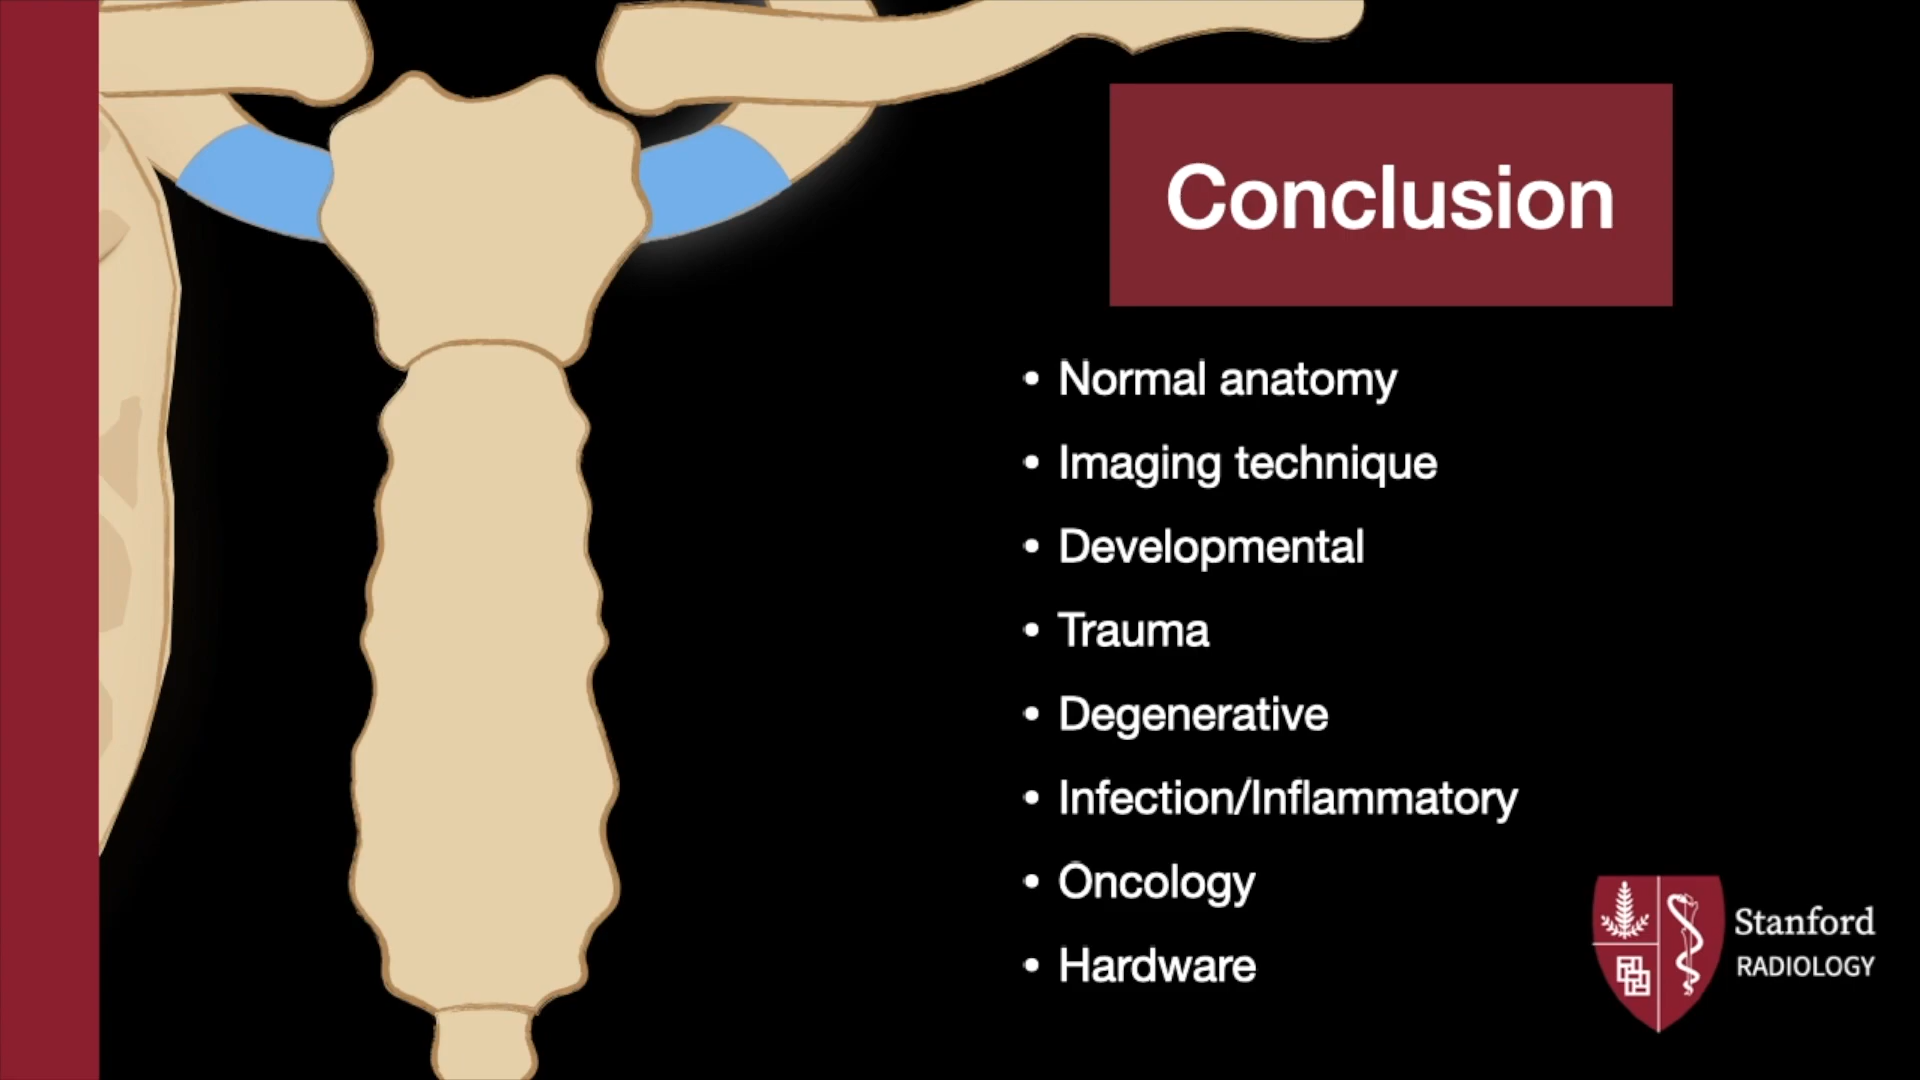 Conclusion
• Normal anatomy
• Imaging technique
• Developmental
• Trauma
• Degenerative
• Infection/Inflammatory
• Oncology
• Hardware
Stanford
RADIOLOGY